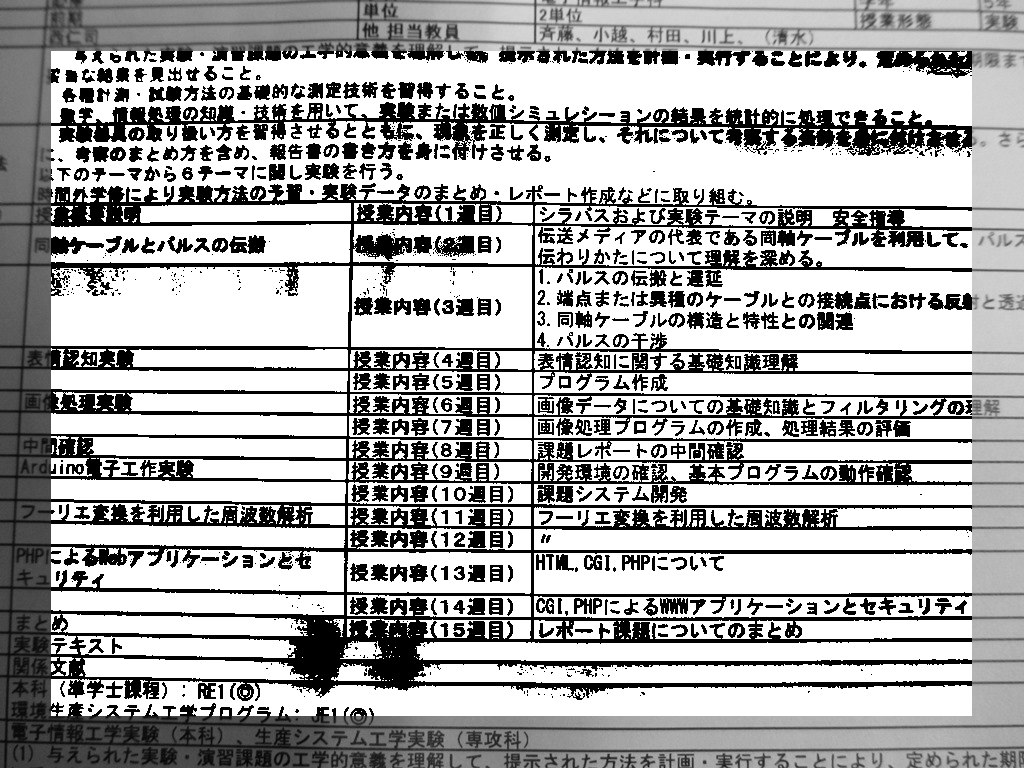 単位 2単位 授業形態 実験
前期
西仁司 他 担当教員 斉藤、小越、村田、川上、（清水）
与えられた実験・演習課題の工学的意義を理解して、提示された方法を計画・実行することにより、定められた期限まで
妥当な結果を見出せること。
各種計測・試験方法の基礎的な測定技術を習得すること。
数学、情報処理の知識・技術を用いて、実験または数値シミュレシーションの結果を統計的に処理できること。
実験器具の取り扱い方を習得させるとともに、現象を正しく測定し、それについて考察する姿勢を身に付けさせる。さら
に、考察のまとめ方を含め、報告書の書き方を身に付けさせる。
以下のテーマから６テーマに関し実験を行う。
時間外学修により実験方法の予習・実験データのまとめ・レポート作成などに取り組む。
授業概要説明 授業内容(１週目) シラバスおよび実験テーマの説明 安全指導
同軸ケーブルとパルスの伝搬 授業内容(２週目) 伝送メディアの代表である同軸ケーブルを利用して、パルス
伝わりかたについて理解を深める。
授業内容(３週目) 1. パルスの伝搬と遅延
2. 端点または異種のケーブルとの接続点における反射と透過
3. 同軸ケーブルの構造と特性との関連
4. パルスの干渉
表情認知実験 授業内容(４週目) 表情認知に関する基礎知識理解
授業内容(５週目) プログラム作成
画像処理実験 授業内容(６週目) 画像データについての基礎知識とフィルタリングの理解
授業内容(７週目) 画像処理プログラムの作成、処理結果の評価
中間確認 授業内容(８週目) 課題レポートの中間確認
Arduino電子工作実験 授業内容(９週目) 開発環境の確認、基本プログラムの動作確認
授業内容(１０週目) 課題システム開発
フーリエ変換を利用した周波数解析 授業内容(１１週目) フーリエ変換を利用した周波数解析
授業内容(１２週目) 〃
PHPによるWebアプリケーションとセキュリティ 授業内容(１３週目) HTML,CGI,PHPについて
授業内容(１４週目) CGI,PHPによるWWWアプリケーションとセキュリティ
まとめ 授業内容(１５週目) レポート課題についてのまとめ
実験テキスト
関係文献
本科（準学士課程）: RE1(◎)
環境生産システム工学プログラム: JE1(◎)
電子情報工学実験（本科）、生産システム工学実験（専攻科）
(1) 与えられた実験・演習課題の工学的意義を理解して、提示された方法を計画・実行することにより、定められた期限